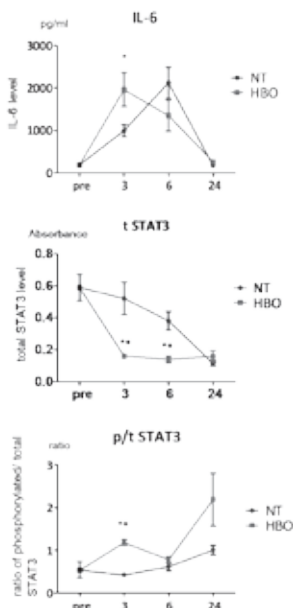 IL-6
pg/ml
IL-6 level
3000
2000
1000
0
*
NT
HBO
pre 3 6 24
t STAT3
Absorbance
total STAT3 level
0.8
0.6
0.4
0.2
0.0
** **
NT
HBO
pre 3 6 24
p/t STAT3
ratio
ratio of phosphorylated/ total
STAT3
3
2
1
0
**
NT
HBO
pre 3 6 24